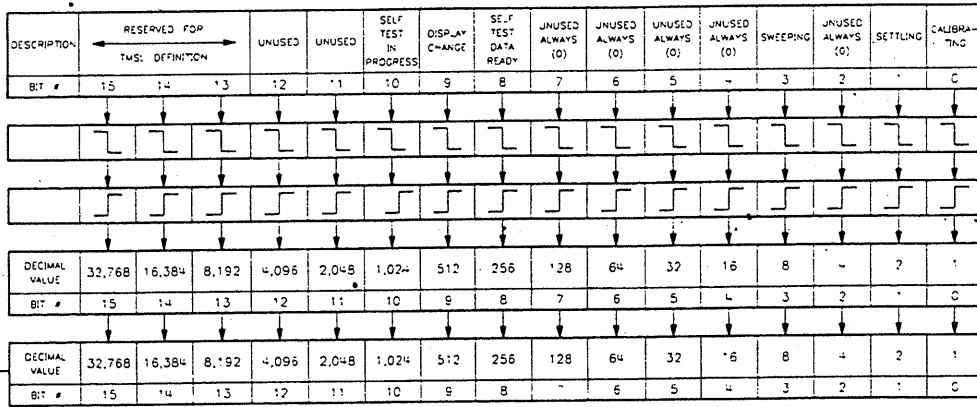 DESCRIPTION RESERVED FOR TMSL DEFINITION UNUSED UNUSED SELF TEST IN PROGRESS DISPLAY CHANGE SELF TEST DATA READY UNUSED ALWAYS (0) UNUSED ALWAYS (0) UNUSED ALWAYS (0) UNUSED ALWAYS (0) SWEEPING UNUSED ALWAYS (0) SETTLING CALIBRA-TING
BIT # 15 14 13 12 11 10 9 8 7 6 5 4 3 2 1 0
DECIMAL VALUE 32,768 16,384 8,192 4,096 2,048 1,024 512 256 128 64 32 16 8 4 2 1
BIT # 15 14 13 12 11 10 9 8 7 6 5 4 3 2 1 0
DECIMAL VALUE 32,768 16,384 8,192 4,096 2,048 1,024 512 256 128 64 32 16 8 4 2 1
BIT # 15 14 13 12 11 10 9 8 7 6 5 4 3 2 1 0